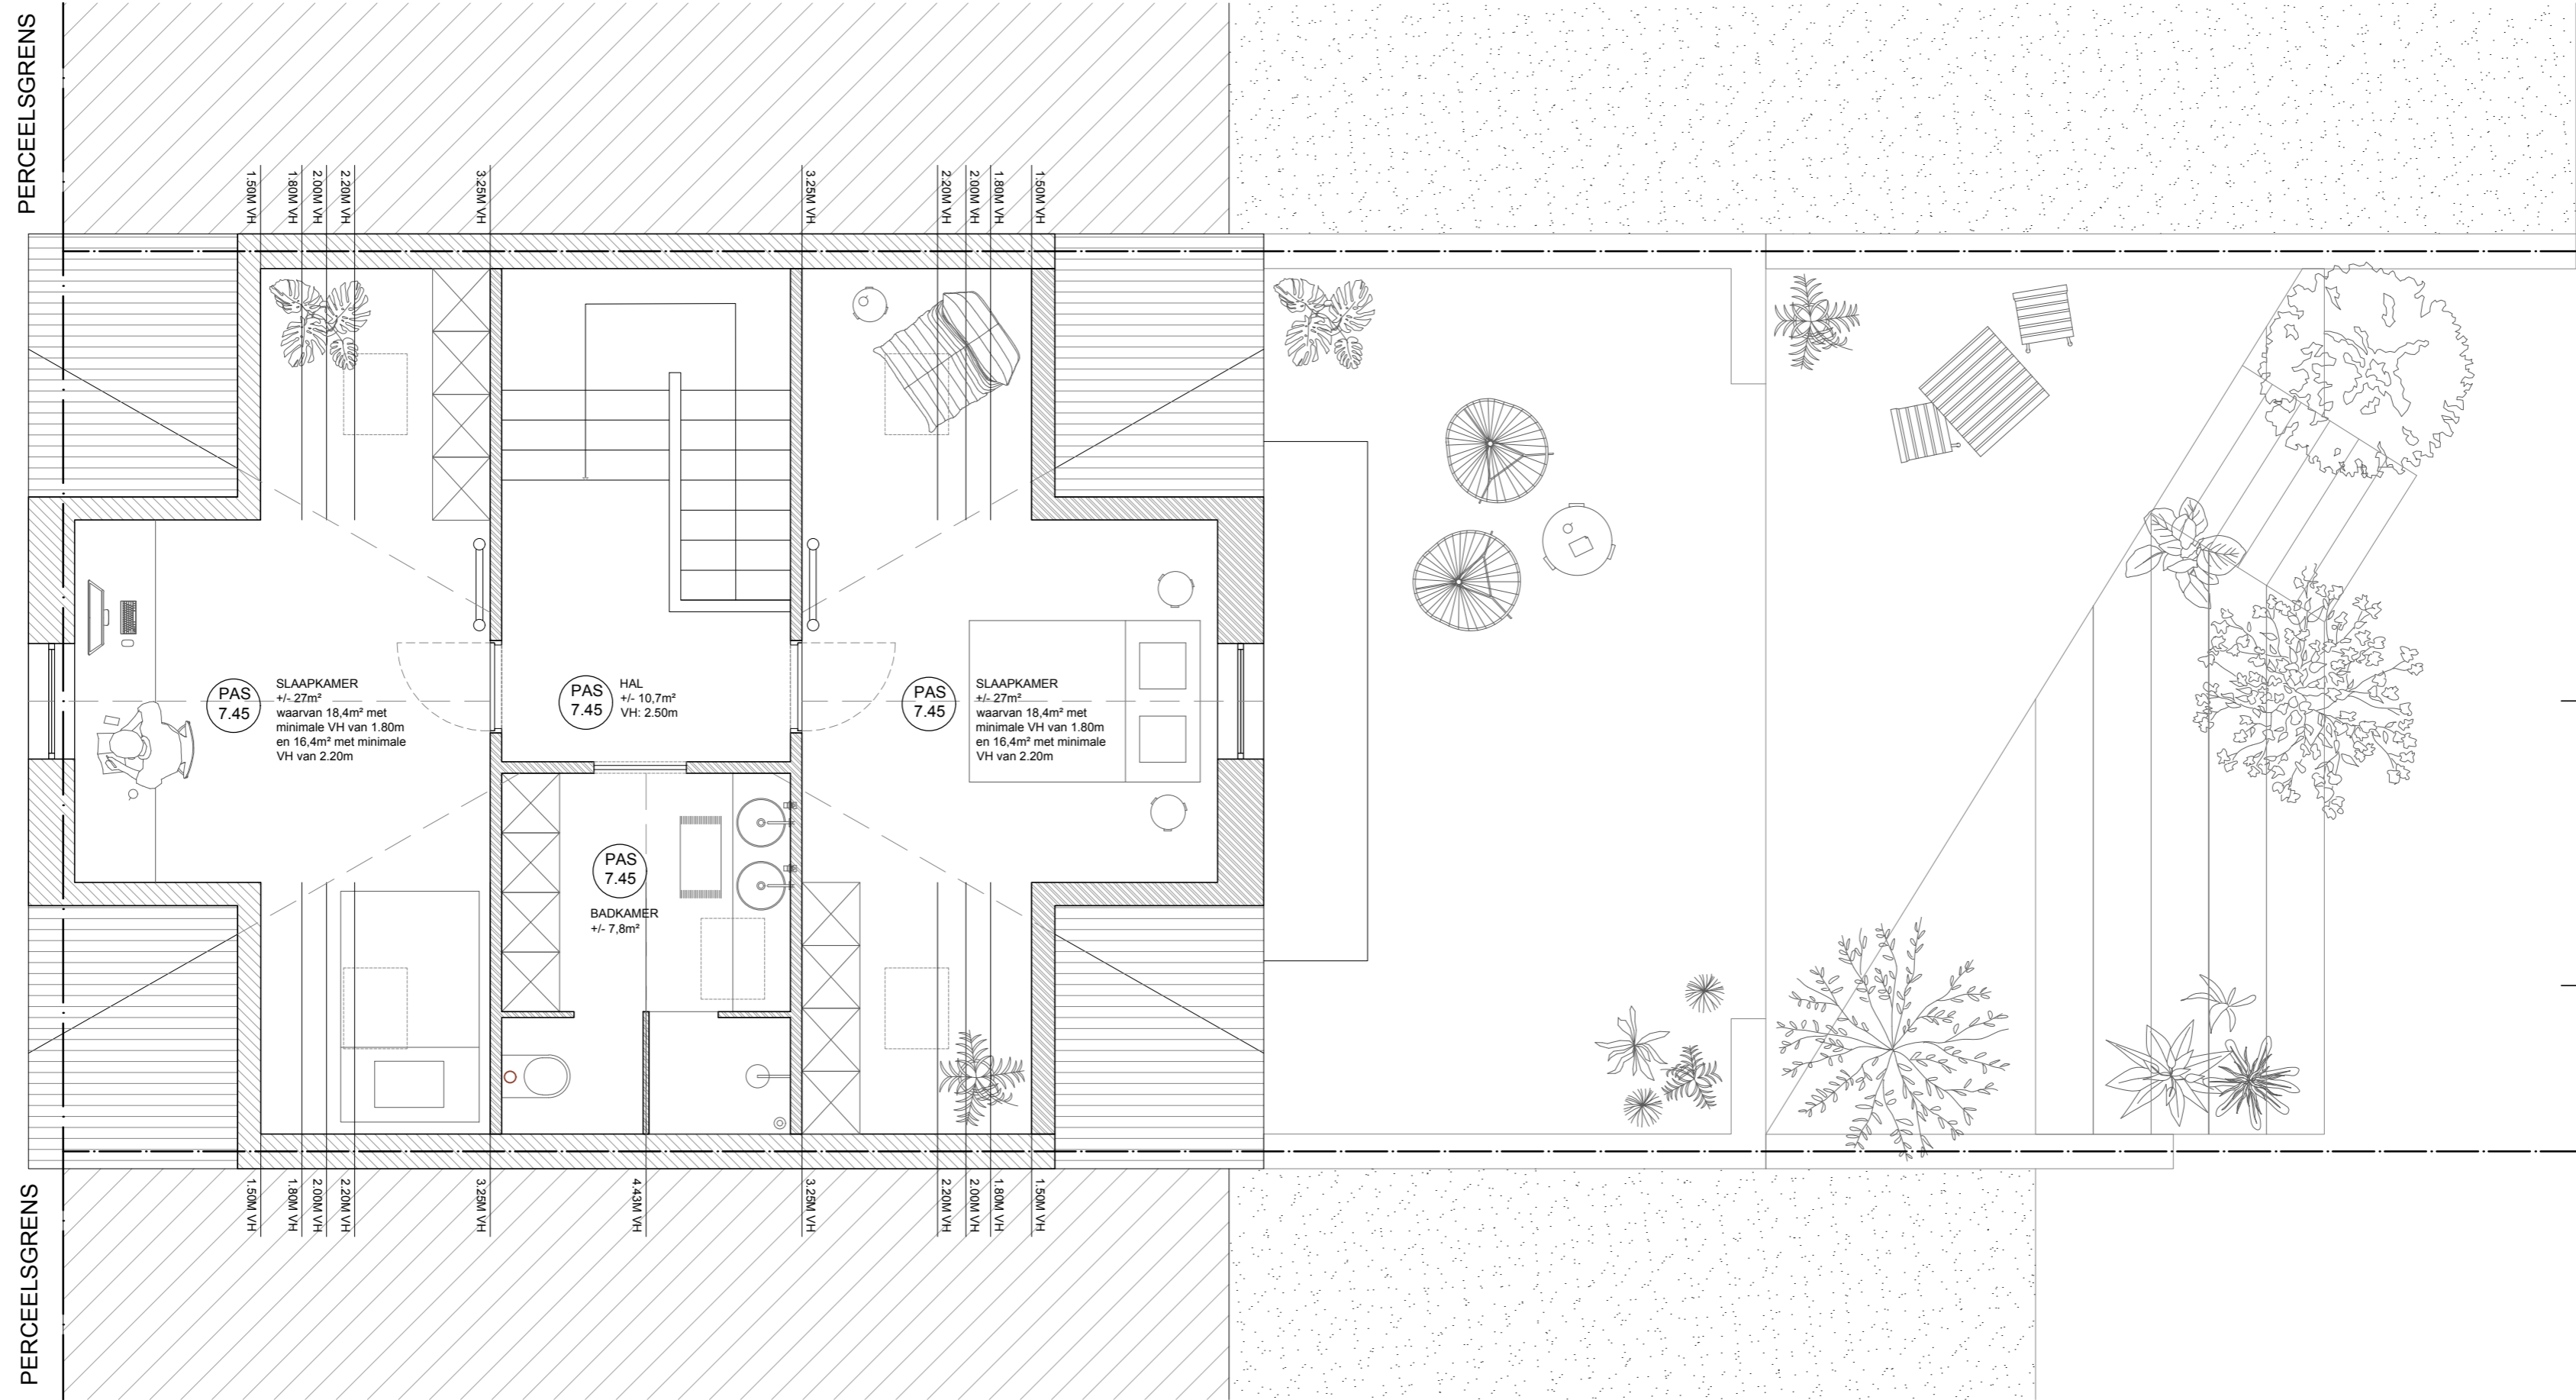 PERCEELSGRENS
1.50M VH
1.80M VH
2.00M VH
2.20M VH
3.25M VH
3.25M VH
2.20M VH
2.00M VH
1.80M VH
1.50M VH
PAS
7.45
SLAAPKAMER
+/- 27m²
waarvan 18,4m² met
minimale VH van 1.80m
en 16,4m² met minimale
VH van 2.20m
PAS
7.45
HAL
+/- 10,7m²
VH: 2.50m
PAS
7.45
SLAAPKAMER
+/- 27m²
waarvan 18,4m² met
minimale VH van 1.80m
en 16,4m² met minimale
VH van 2.20m
PAS
7.45
BADKAMER
+/- 7,8m²
PERCEELSGRENS
1.50M VH
1.80M VH
2.00M VH
2.20M VH
3.25M VH
4.43M VH
3.25M VH
2.20M VH
2.00M VH
1.80M VH
1.50M VH